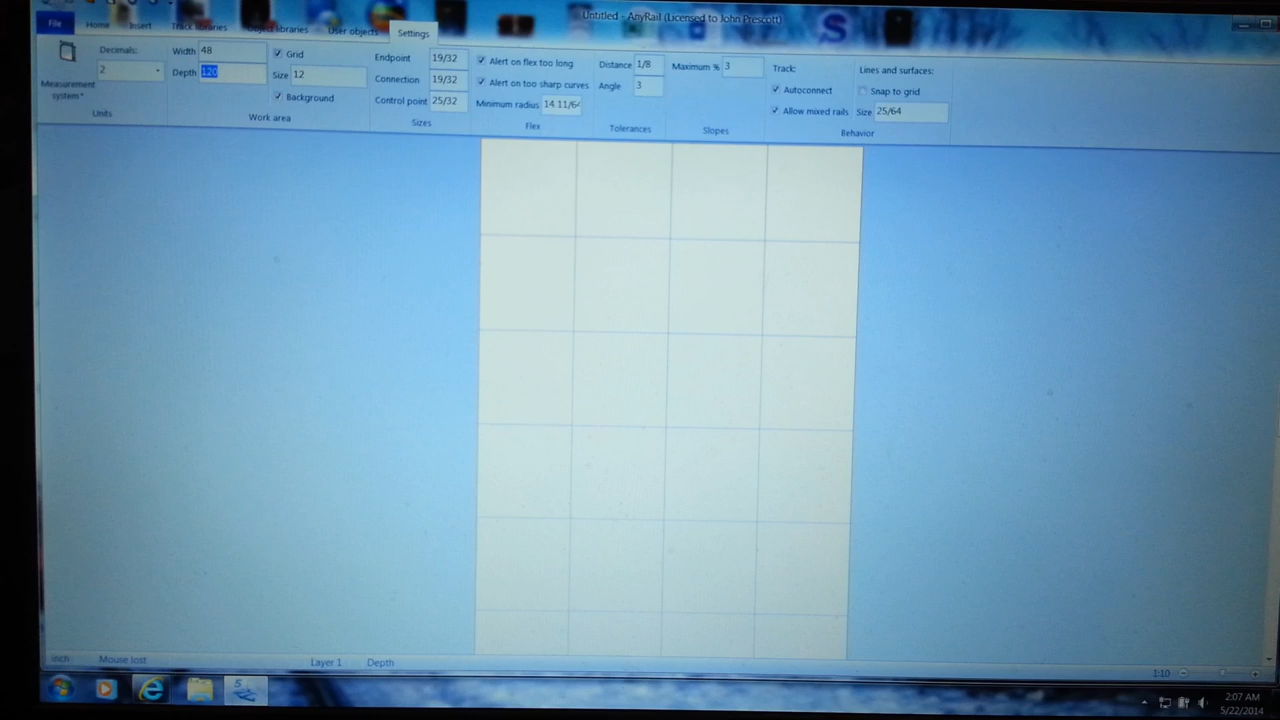 Untitled - AnyRail (Licensed to John Prescott)
File Home Insert Track libraries Object libraries User objects Settings
Measurement system
Decimals:
2
Units
Width 48
Depth 120
Grid
Size 12
Background
Work area
Endpoint 19/32
Connection 19/32
Control point 25/32
Sizes
Alert on flex too long
Alert on too sharp curves
Minimum radius 14 11/64
Flex
Distance 1/8
Angle 3
Tolerances
Maximum % 3
Slopes
Track:
Autoconnect
Allow mixed rails
Lines and surfaces:
Snap to grid
Size 25/64
Behavior
inch Mouse lost Layer 1 Depth 1:10
2:07 AM
5/22/2014